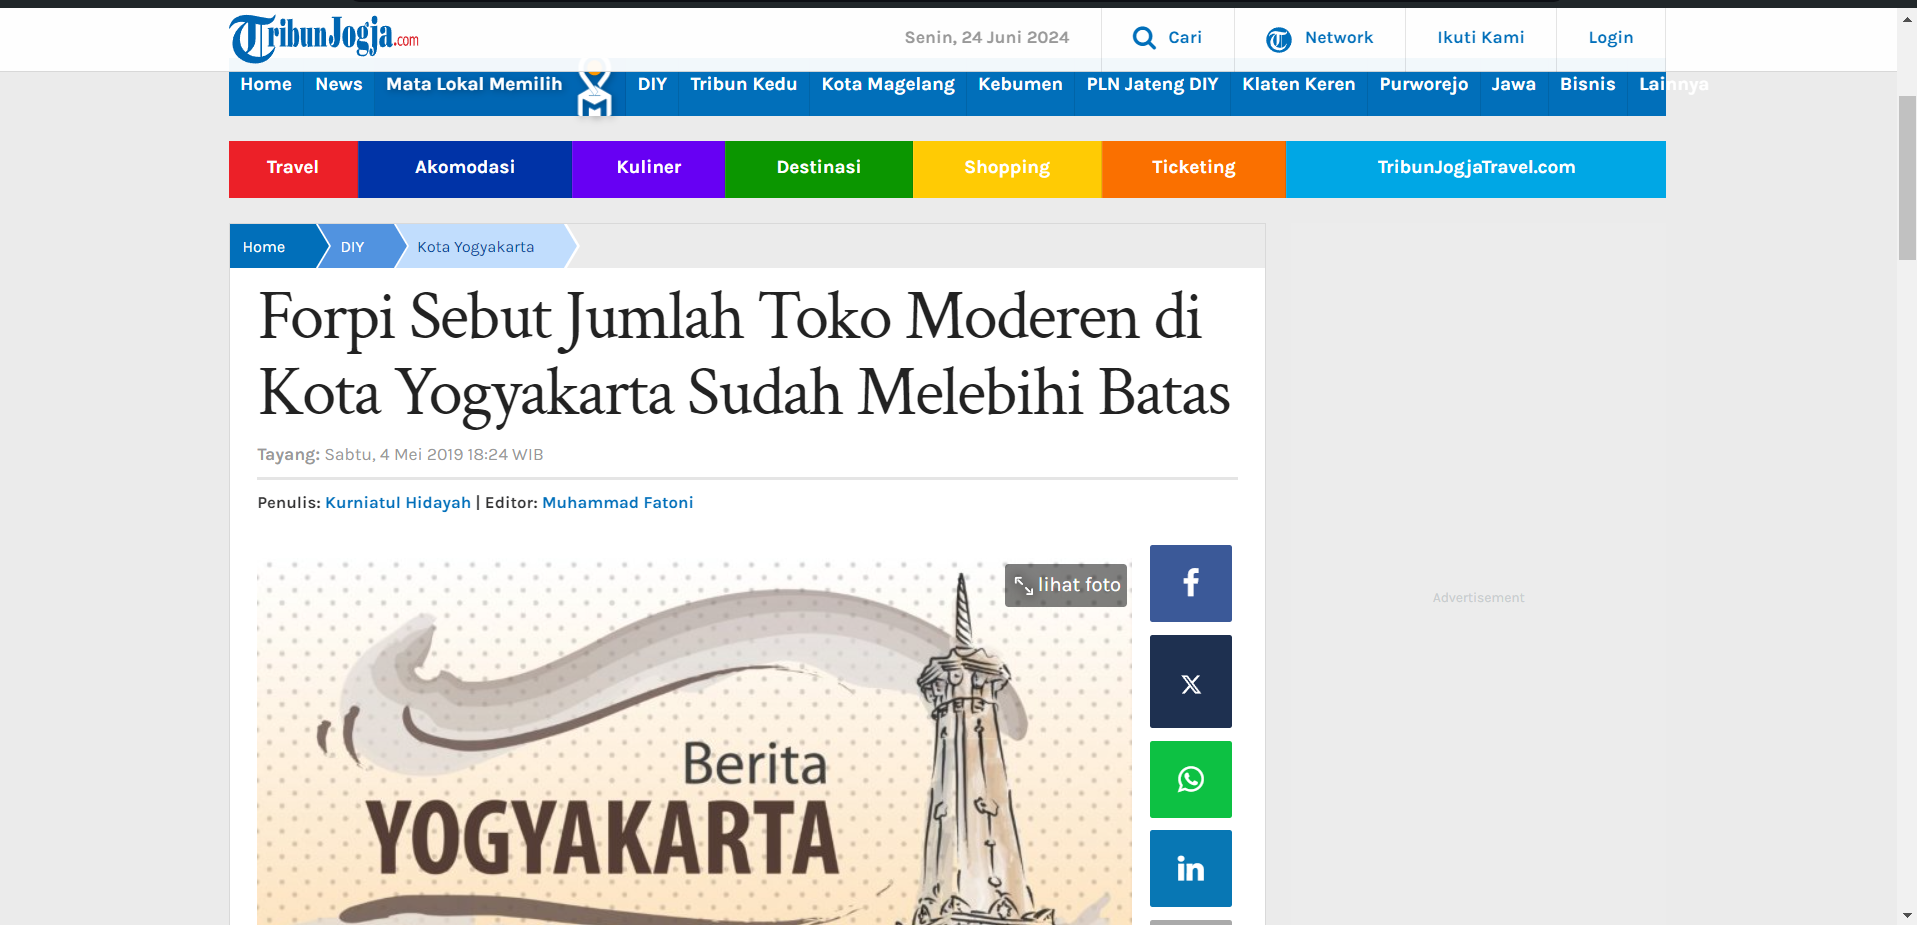 TribunJogja.com
Senin, 24 Juni 2024
Cari
Network
Ikuti Kami
Login
Home
News
Mata Lokal Memilih
DIY
Tribun Kedu
Kota Magelang
Kebumen
PLN Jateng DIY
Klaten Keren
Purworejo
Jawa
Bisnis
Lainnya
Travel
Akomodasi
Kuliner
Destinasi
Shopping
Ticketing
TribunJogjaTravel.com
Home
DIY
Kota Yogyakarta
Forpi Sebut Jumlah Toko Moderen di
Kota Yogyakarta Sudah Melebihi Batas
Tayang: Sabtu, 4 Mei 2019 18:24 WIB
Penulis: Kurniatul Hidayah | Editor: Muhammad Fatoni
lihat foto
Berita
YOGYAKARTA
Advertisement